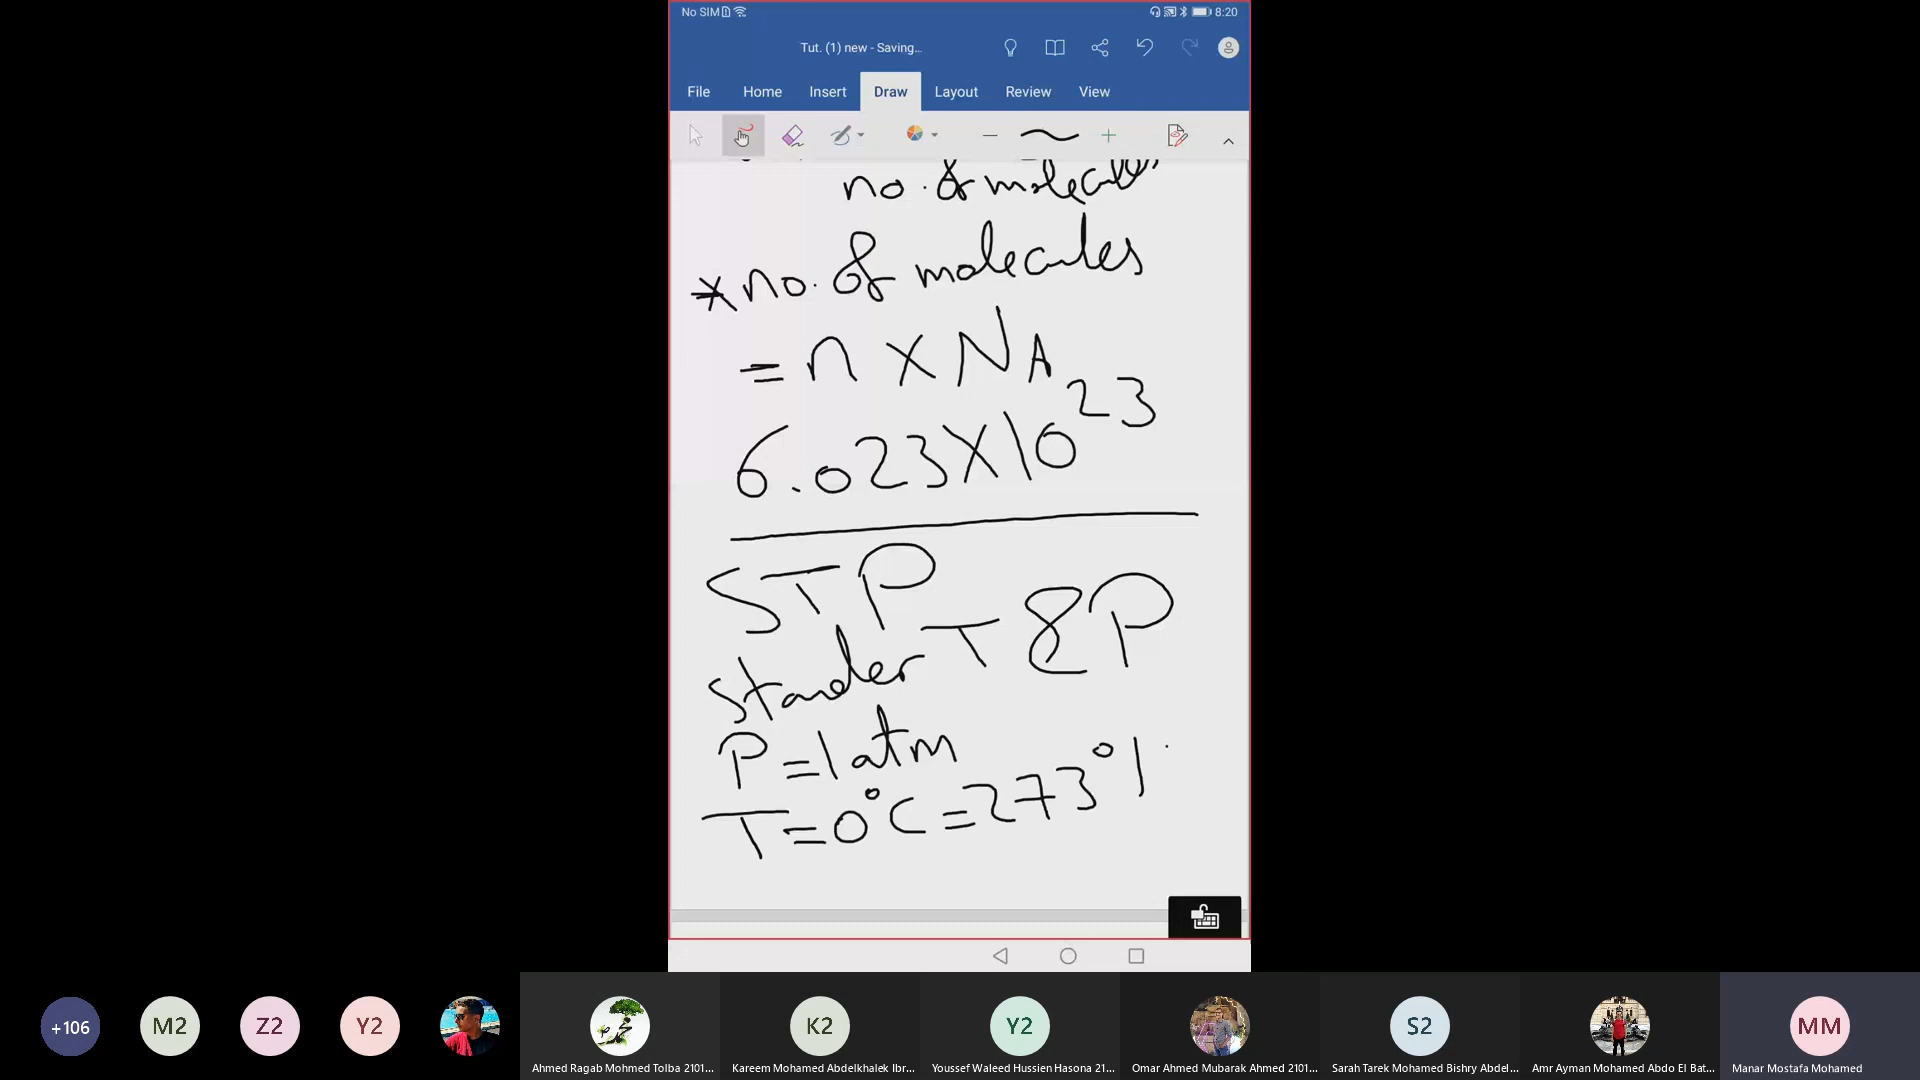 No SIM 8:20
Tut. (1) new - Saving...
File Home Insert Draw Layout Review View
no. of molecules
* no. of molecules
= n X NA
6.023X10^23
STP
stander T & P
P=1 atm
T=0°C=273°
+106 M2 Z2 Y2 K2 Y2 S2 MM
Ahmed Ragab Mohmed Tolba 2101...
Kareem Mohamed Abdelkhalek Ibr...
Youssef Waleed Hussien Hasona 21...
Omar Ahmed Mubarak Ahmed 2101...
Sarah Tarek Mohamed Bishry Abdel...
Amr Ayman Mohamed Abdo El Bat...
Manar Mostafa Mohamed